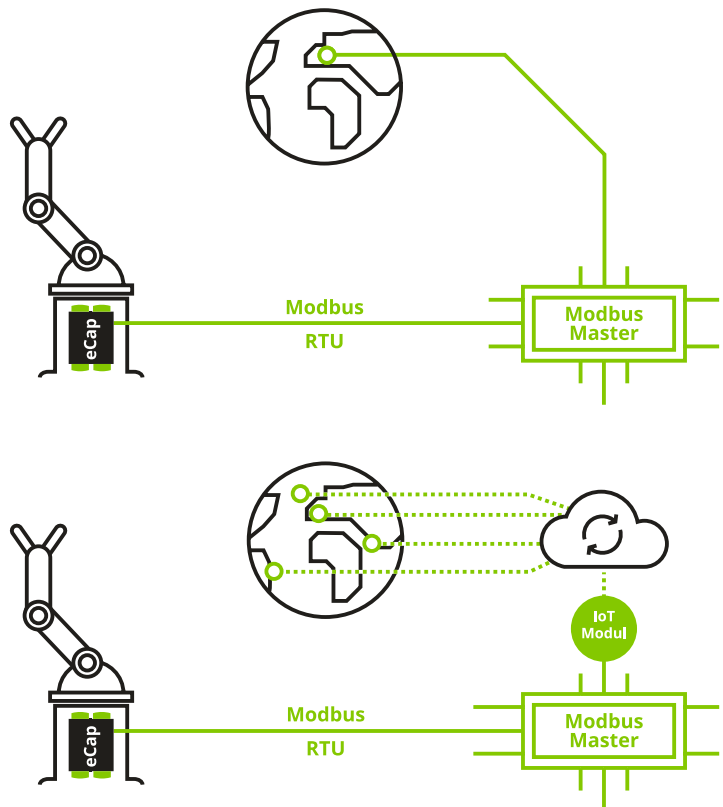 Modbus
RTU
eCap
Modbus
Master
IoT
Modul
Modbus
RTU
eCap
Modbus
Master